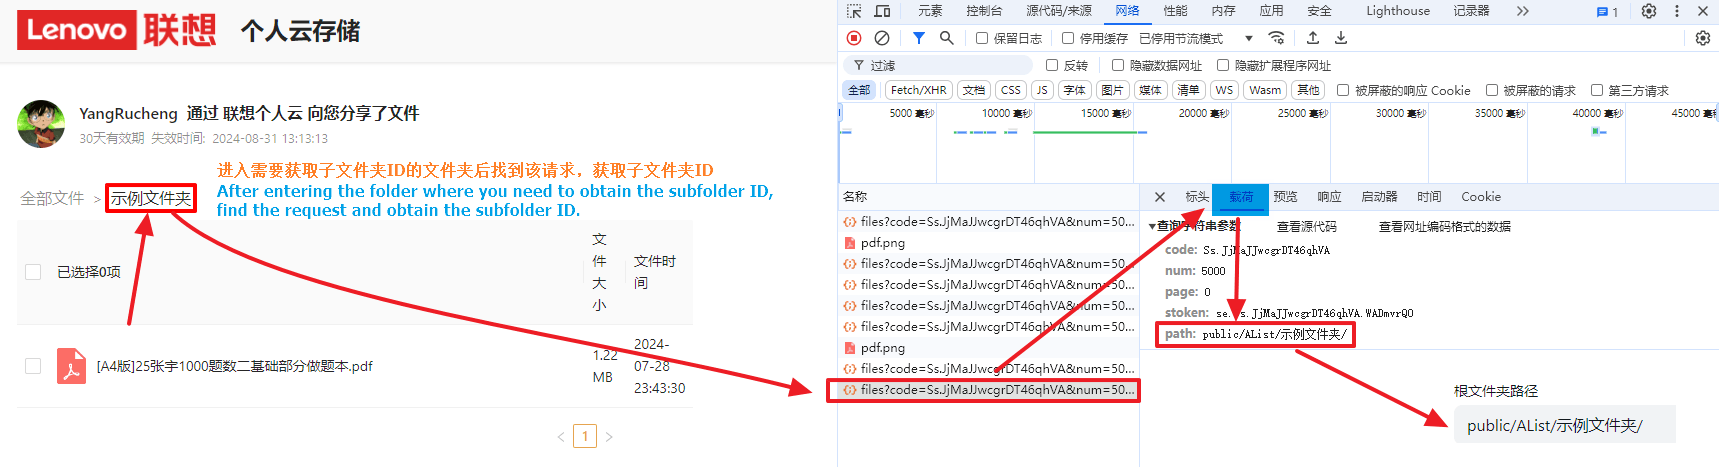 Lenovo 联想 个人云存储
YangRucheng 通过 联想个人云 向您分享了文件
30天有效期 失效时间: 2024-08-31 13:13:13
进入需要获取子文件夹ID的文件夹后找到该请求，获取子文件夹ID
After entering the folder where you need to obtain the subfolder ID,
find the request and obtain the subfolder ID.
全部文件 > 示例文件夹
已选择0项
文件大小
文件时间
[A4版]25张宇1000题数二基础部分做题本.pdf
1.22 MB
2024-07-28 23:43:30
< 1 >
元素 控制台 源代码/来源 网络 性能 内存 应用 安全 Lighthouse 记录器 >> 1
保留日志 停用缓存 已停用节流模式
过滤 反转 隐藏数据网址 隐藏扩展程序网址
全部 Fetch/XHR 文档 CSS JS 字体 图片 媒体 清单 WS Wasm 其他 被屏蔽的响应 Cookie 被屏蔽的请求 第三方请求
5000 毫秒 10000 毫秒 15000 毫秒 20000 毫秒 25000 毫秒 30000 毫秒 35000 毫秒 40000 毫秒 45000 毫秒
名称
files?code=Ss.JjMaJJwcgrDT46qhVA&num=50...
pdf.png
files?code=Ss.JjMaJJwcgrDT46qhVA&num=50...
files?code=Ss.JjMaJJwcgrDT46qhVA&num=50...
files?code=Ss.JjMaJJwcgrDT46qhVA&num=50...
files?code=Ss.JjMaJJwcgrDT46qhVA&num=50...
pdf.png
files?code=Ss.JjMaJJwcgrDT46qhVA&num=50...
files?code=Ss.JjMaJJwcgrDT46qhVA&num=50...
标头 载荷 预览 响应 启动器 时间 Cookie
查询字符串参数 查看源代码 查看网址编码格式的数据
code: Ss.JjMaJJwcgrDT46qhVA
num: 5000
page: 0
stoken: se.Ss.JjMaJJwcgrDT46qhVA.WADmvrQO
path: public/AList/示例文件夹/
根文件夹路径
public/AList/示例文件夹/